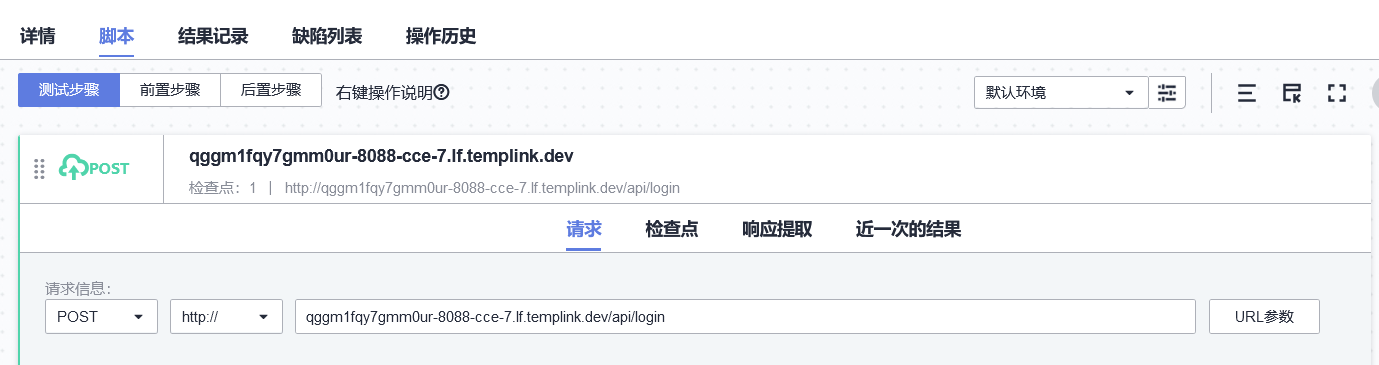 详情 脚本 结果记录 缺陷列表 操作历史
测试步骤 前置步骤 后置步骤 右键操作说明 默认环境
POST qggm1fqy7gmm0ur-8088-cce-7.lf.templink.dev
检查点：1 | http://qggm1fqy7gmm0ur-8088-cce-7.lf.templink.dev/api/login
请求 检查点 响应提取 近一次的结果
请求信息：
POST http:// qggm1fqy7gmm0ur-8088-cce-7.lf.templink.dev/api/login URL参数